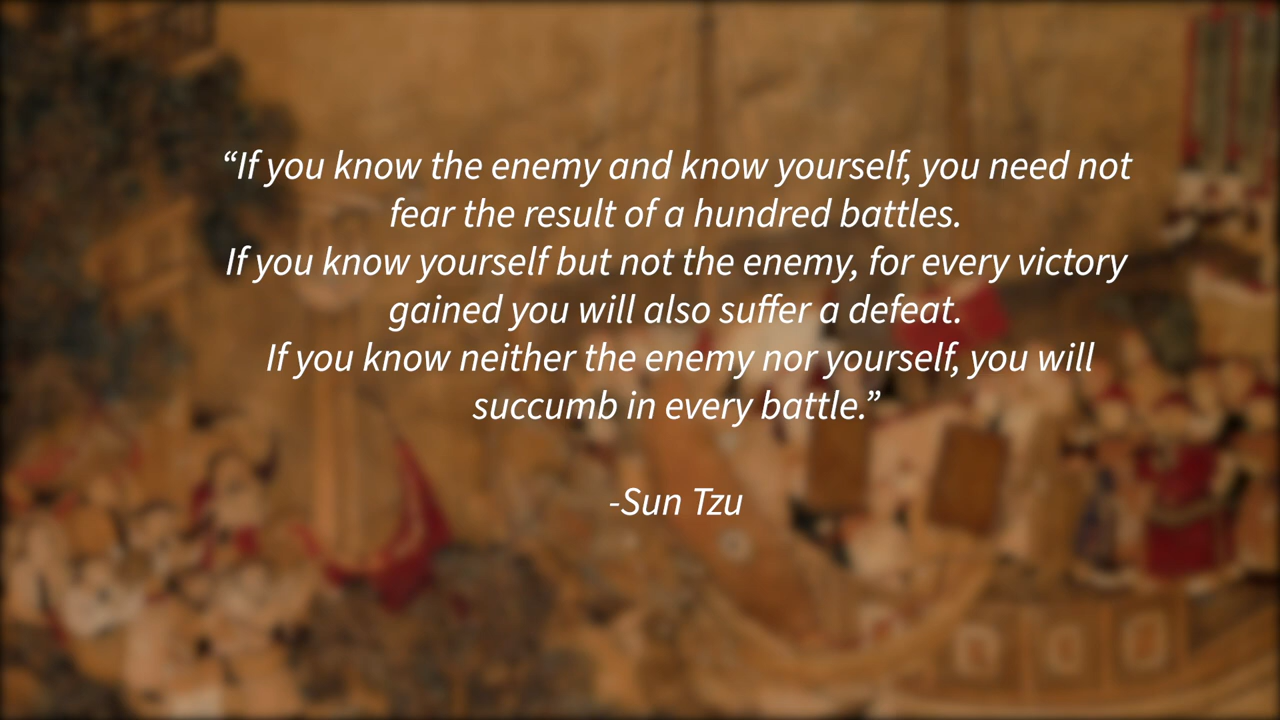 “If you know the enemy and know yourself, you need not
fear the result of a hundred battles.
If you know yourself but not the enemy, for every victory
gained you will also suffer a defeat.
If you know neither the enemy nor yourself, you will
succumb in every battle.”
-Sun Tzu